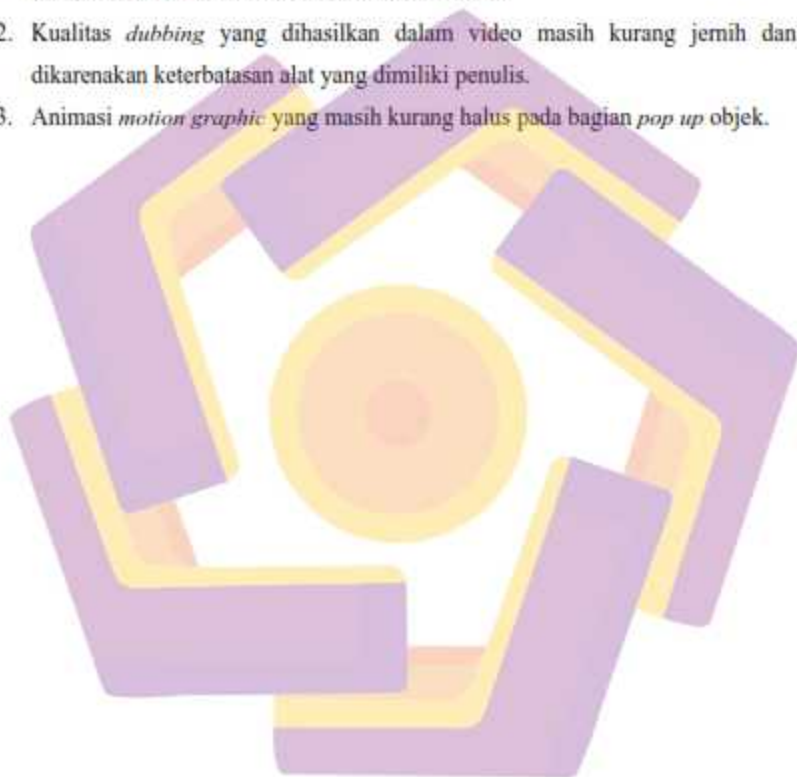 2. Kualitas dubbing yang dihasilkan dalam video masih kurang jernih dan
dikarenakan keterbatasan alat yang dimiliki penulis.
3. Animasi motion graphic yang masih kurang halus pada bagian pop up objek.